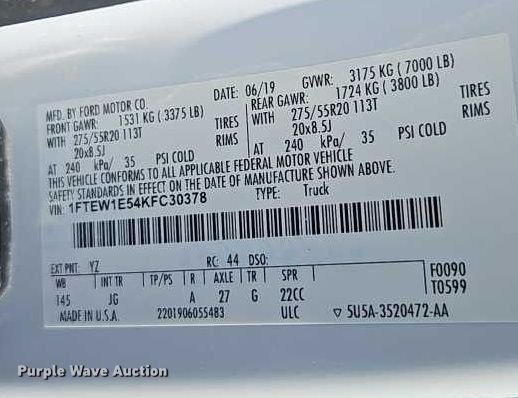 MFD. BY FORD MOTOR CO.
DATE: 06/19 GVWR: 3175 KG ( 7000 LB)
FRONT GAWR: 1531 KG ( 3375 LB)
REAR GAWR: 1724 KG ( 3800 LB)
WITH 275/55R20 113T TIRES
WITH 275/55R20 113T TIRES
20x8.5J RIMS
20x8.5J RIMS
AT 240 kPa/ 35 PSI COLD
AT 240 kPa/ 35 PSI COLD
THIS VEHICLE CONFORMS TO ALL APPLICABLE FEDERAL MOTOR VEHICLE
SAFETY STANDARDS IN EFFECT ON THE DATE OF MANUFACTURE SHOWN ABOVE.
VIN: 1FTEW1E54KFC30378 TYPE: Truck
EXT PNT: YZ RC: 44 DSO:
WB INT TR TP/PS R AXLE TR SPR
145 JG A 27 G 22CC
F0090
T0599
MADE IN U.S.A. 2201906055483 ULC 5U5A-3520472-AA
Purple Wave Auction